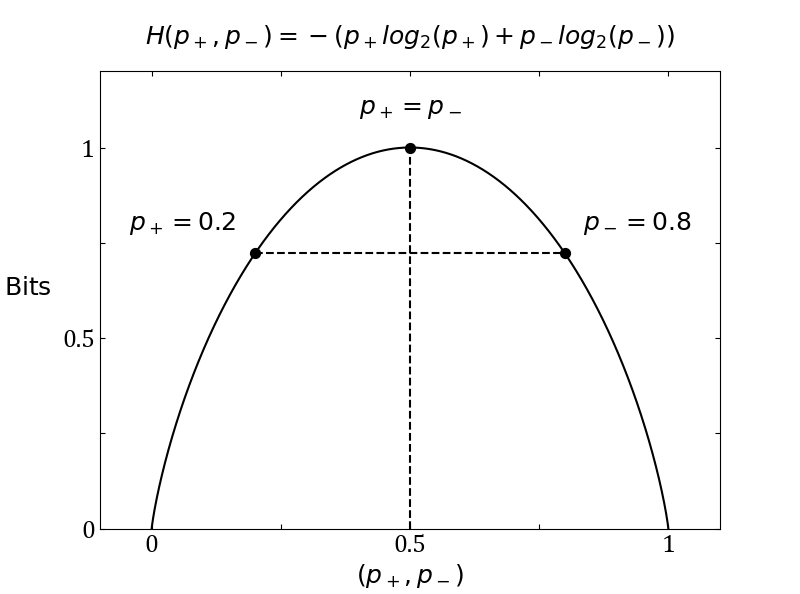 H(p₊, p₋) = −(p₊log₂(p₊) + p₋log₂(p₋))
p₊ = p₋
1
p₊ = 0.2
p₋ = 0.8
Bits
0.5
0
0 0.5 1
(p₊, p₋)